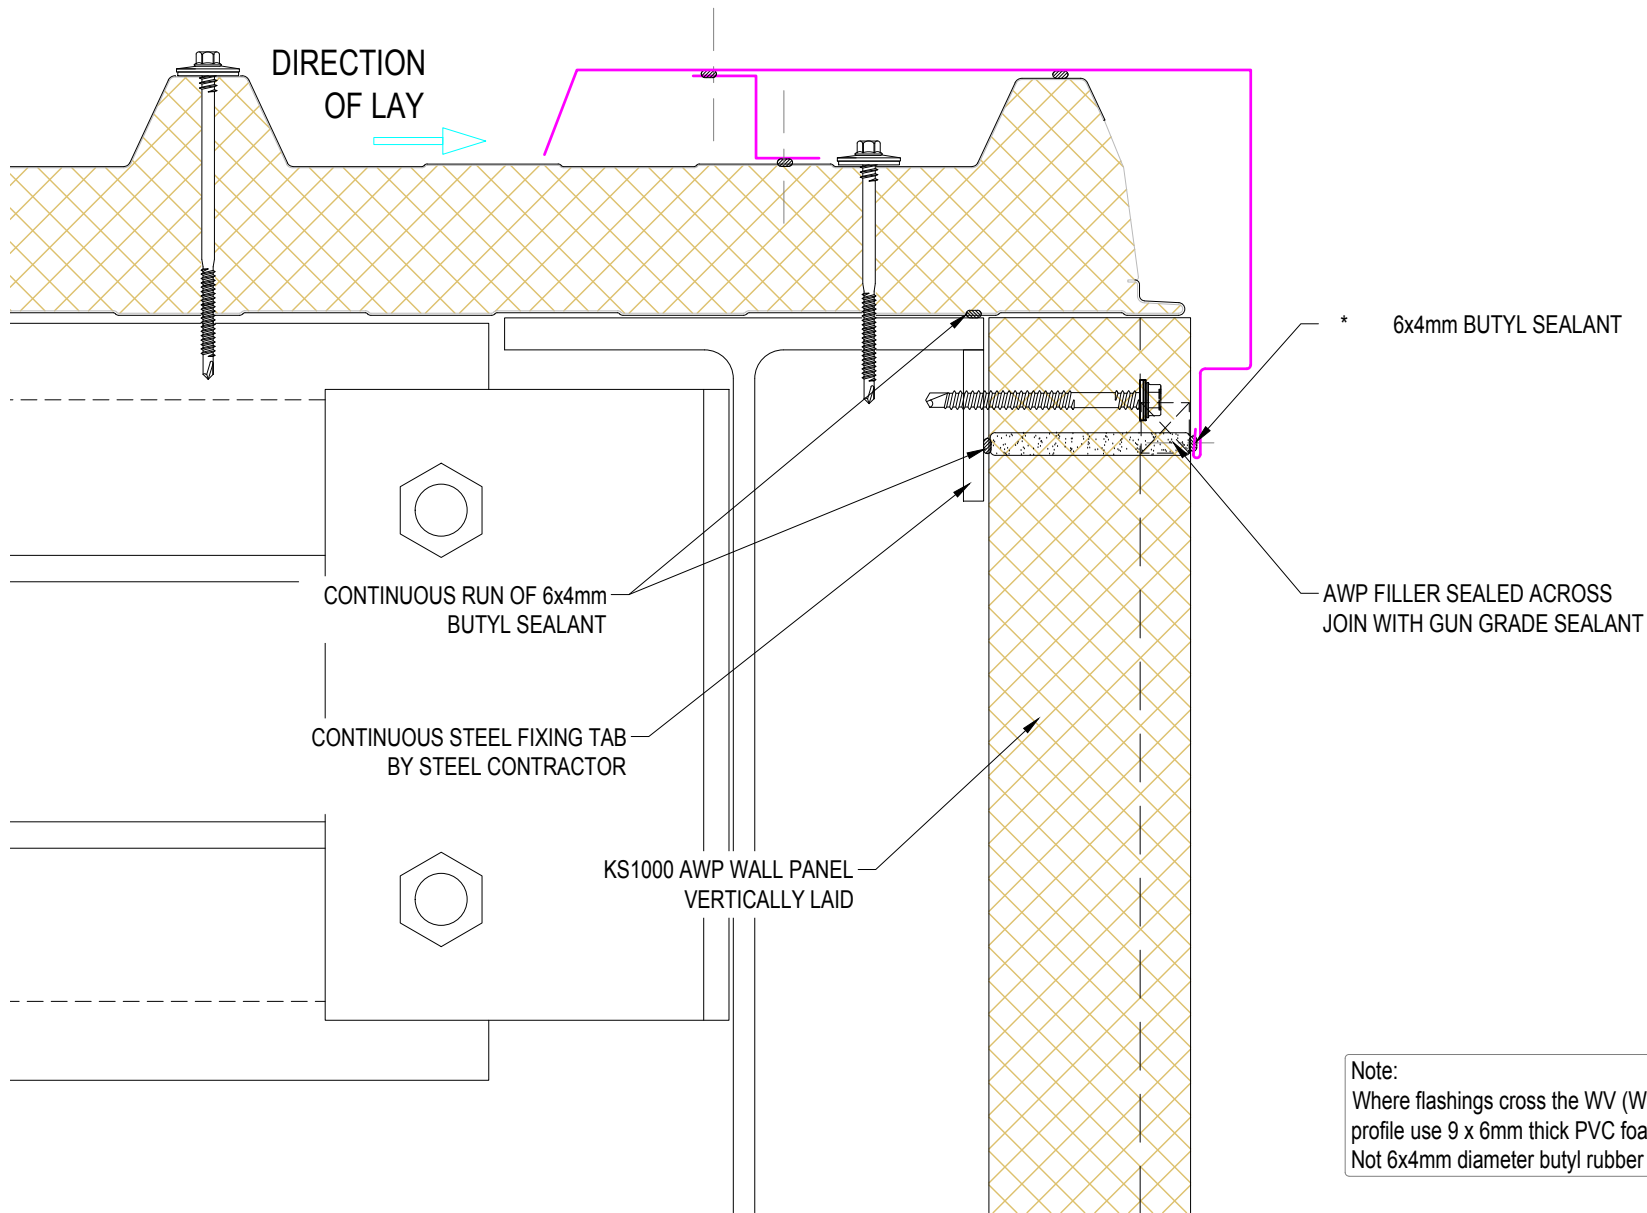 DIRECTION
OF LAY
* 6x4mm BUTYL SEALANT
CONTINUOUS RUN OF 6x4mm
BUTYL SEALANT
AWP FILLER SEALED ACROSS
JOIN WITH GUN GRADE SEALANT
CONTINUOUS STEEL FIXING TAB
BY STEEL CONTRACTOR
KS1000 AWP WALL PANEL
VERTICALLY LAID
Note:
Where flashings cross the WV (W
profile use 9 x 6mm thick PVC foa
Not 6x4mm diameter butyl rubber